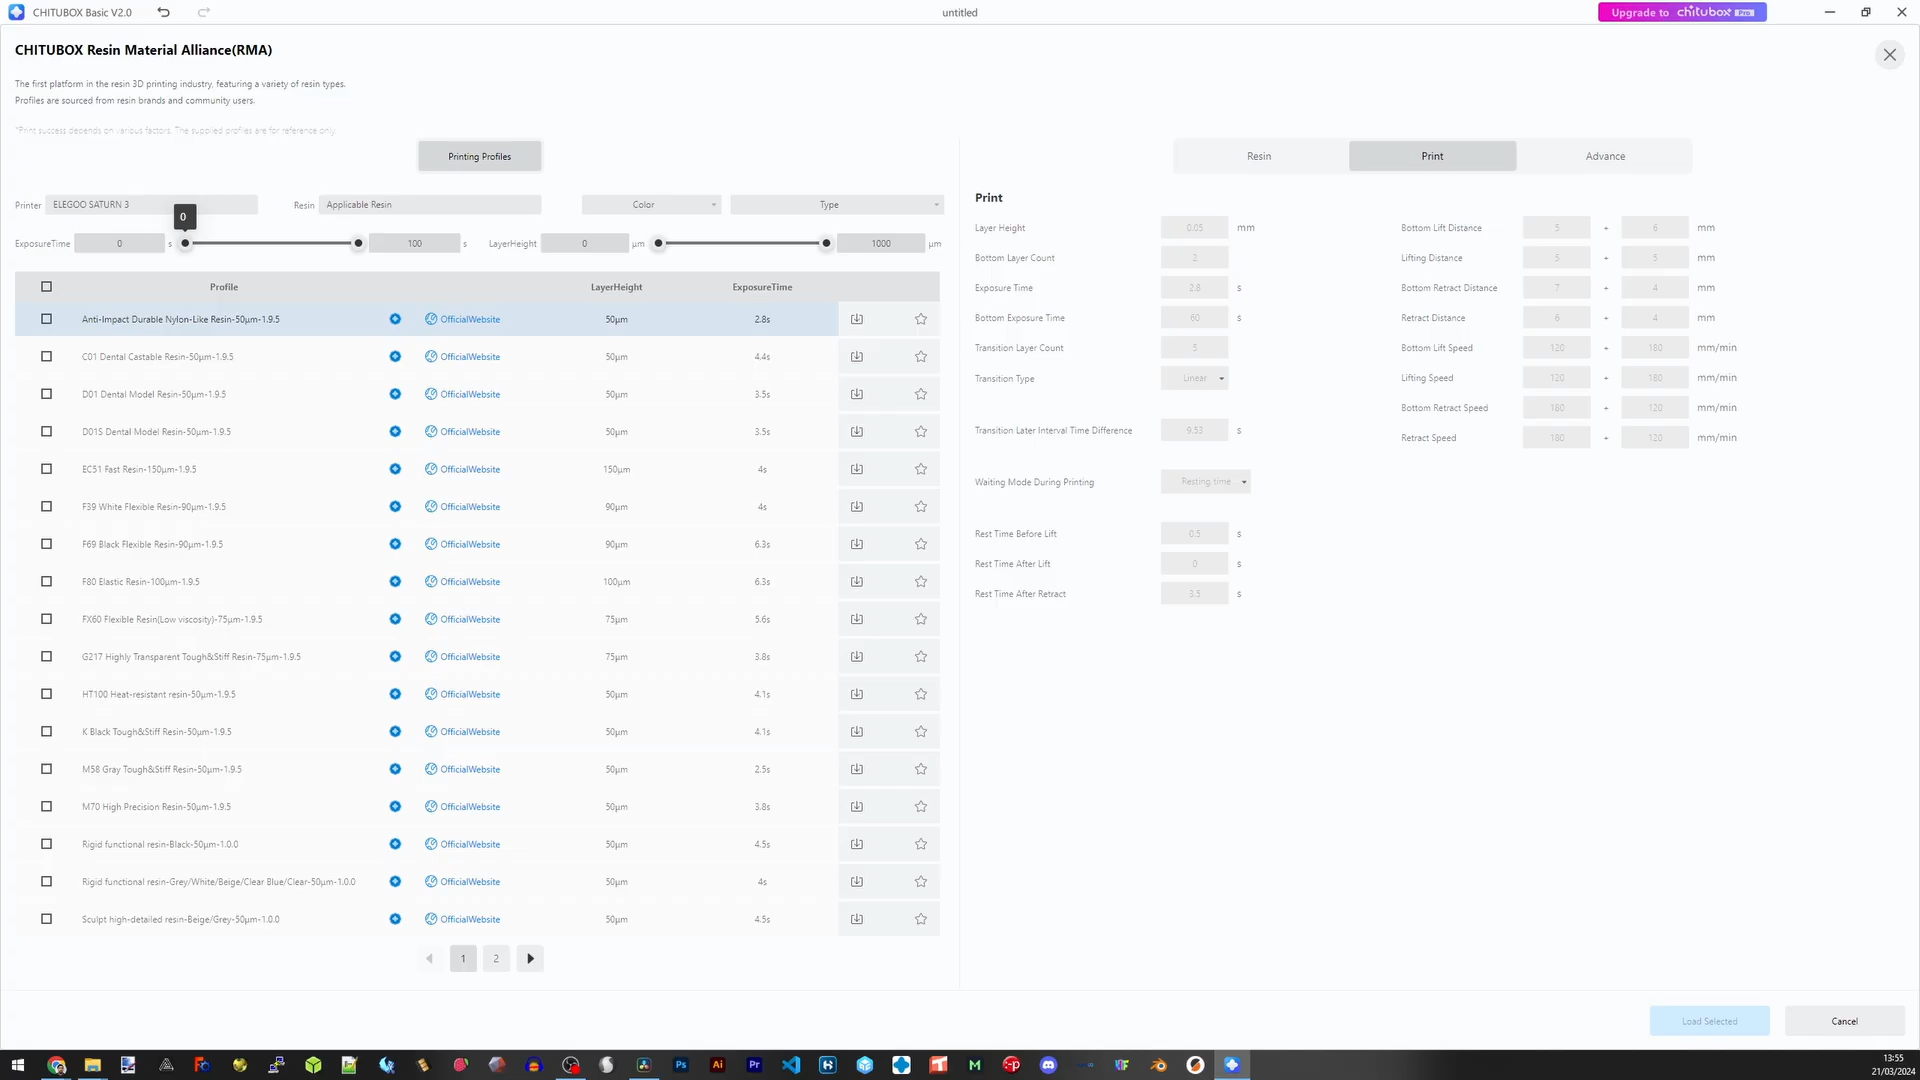 CHITUBOX Basic V2.0
untitled
Upgrade to chitubox Pro
CHITUBOX Resin Material Alliance(RMA)
The first platform in the resin 3D printing industry, featuring a variety of resin types.
Profiles are sourced from resin brands and community users.
*Print success depends on various factors. The supplied profiles are for reference only.
Printing Profiles
Printer ELEGOO SATURN 3 Resin Applicable Resin Color Type
0
ExposureTime 0 s 100 s LayerHeight 0 µm 1000 µm
Profile LayerHeight ExposureTime
Anti-Impact Durable Nylon-Like Resin-50µm-1.9.5 OfficialWebsite 50µm 2.8s
C01 Dental Castable Resin-50µm-1.9.5 OfficialWebsite 50µm 4.4s
D01 Dental Model Resin-50µm-1.9.5 OfficialWebsite 50µm 3.5s
D01S Dental Model Resin-50µm-1.9.5 OfficialWebsite 50µm 3.5s
EC51 Fast Resin-150µm-1.9.5 OfficialWebsite 150µm 4s
F39 White Flexible Resin-90µm-1.9.5 OfficialWebsite 90µm 4s
F69 Black Flexible Resin-90µm-1.9.5 OfficialWebsite 90µm 6.3s
F80 Elastic Resin-100µm-1.9.5 OfficialWebsite 100µm 6.3s
FX60 Flexible Resin(Low viscosity)-75µm-1.9.5 OfficialWebsite 75µm 5.6s
G217 Highly Transparent Tough&Stiff Resin-75µm-1.9.5 OfficialWebsite 75µm 3.8s
HT100 Heat-resistant resin-50µm-1.9.5 OfficialWebsite 50µm 4.1s
K Black Tough&Stiff Resin-50µm-1.9.5 OfficialWebsite 50µm 4.1s
M58 Gray Tough&Stiff Resin-50µm-1.9.5 OfficialWebsite 50µm 2.5s
M70 High Precision Resin-50µm-1.9.5 OfficialWebsite 50µm 3.8s
Rigid functional resin-Black-50µm-1.0.0 OfficialWebsite 50µm 4.5s
Rigid functional resin-Grey/White/Beige/Clear Blue/Clear-50µm-1.0.0 OfficialWebsite 50µm 4s
Sculpt high-detailed resin-Beige/Grey-50µm-1.0.0 OfficialWebsite 50µm 4.5s
1 2
Resin Print Advance
Print
Layer Height 0.05 mm
Bottom Layer Count 2
Exposure Time 2.8 s
Bottom Exposure Time 60 s
Transition Layer Count 5
Transition Type Linear
Transition Later Interval Time Difference 9.53 s
Waiting Mode During Printing Resting time
Rest Time Before Lift 0.5 s
Rest Time After Lift 0 s
Rest Time After Retract 3.5 s
Bottom Lift Distance 5 + 6 mm
Lifting Distance 5 + 5 mm
Bottom Retract Distance 7 + 4 mm
Retract Distance 6 + 4 mm
Bottom Lift Speed 120 + 180 mm/min
Lifting Speed 120 + 180 mm/min
Bottom Retract Speed 180 + 120 mm/min
Retract Speed 180 + 120 mm/min
Load Selected Cancel
Ps Ai Pr
13:55
21/03/2024